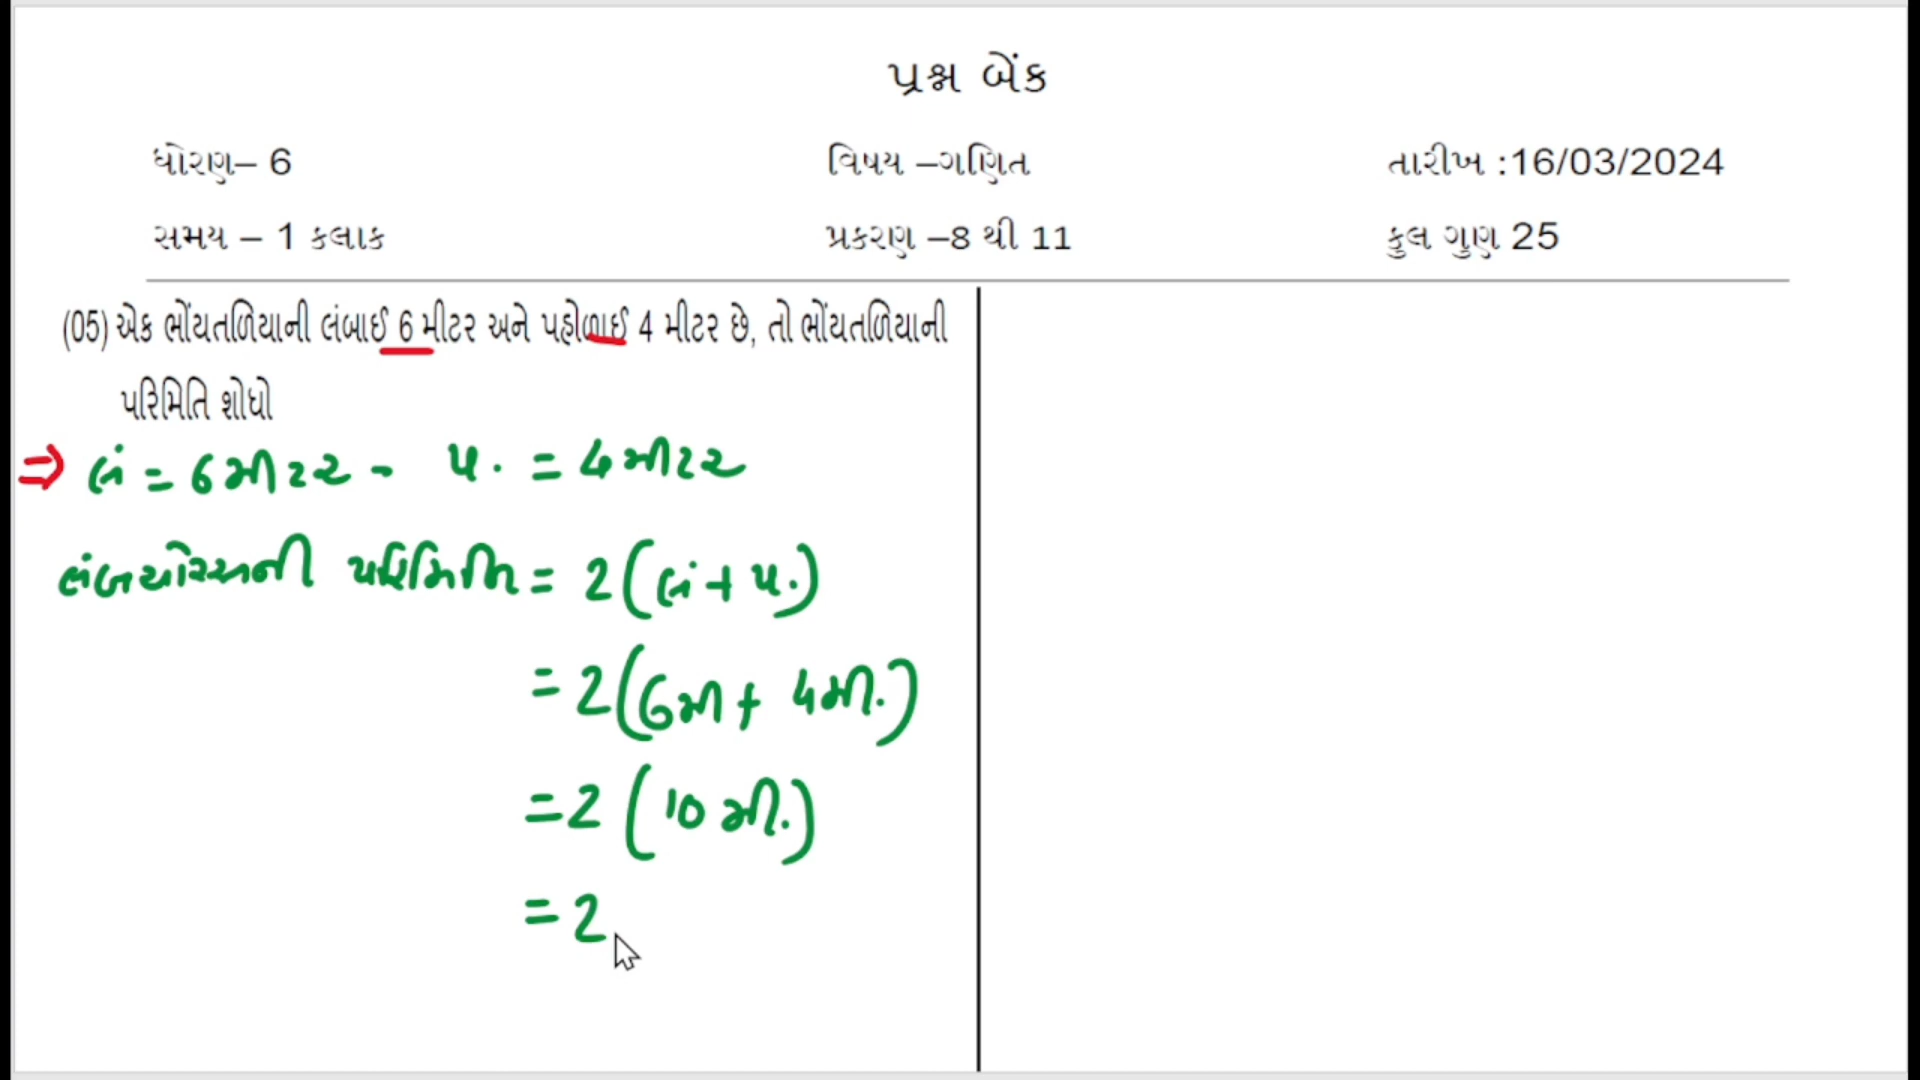 પ્રશ્ન બેંક
ધોરણ– 6 વિષય –ગણિત તારીખ :16/03/2024
સમય – 1 કલાક પ્રકરણ –8 થી 11 કુલ ગુણ 25
(05) એક ભોંયતળિયાની લંબાઈ 6 મીટર અને પહોળાઈ 4 મીટર છે, તો ભોંયતળિયાની
પરિમિતિ શોધો
⇒ લં = 6 મીટર - પ. = 4 મીટર
લંબચોરસની પરિમિતિ = 2 (લં + પ.)
= 2 (6મી + 4મી.)
= 2 (10 મી.)
= 2